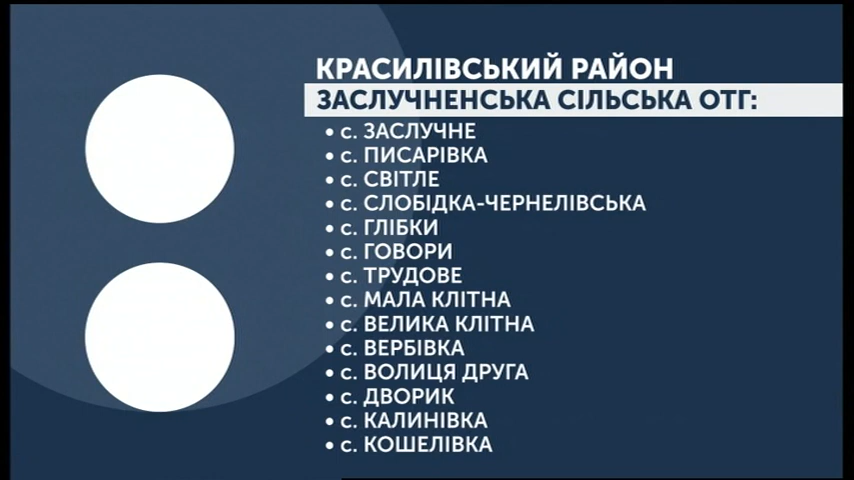 КРАСИЛІВСЬКИЙ РАЙОН
ЗАСЛУЧНЕНСЬКА СІЛЬСЬКА ОТГ:
• с. ЗАСЛУЧНЕ
• с. ПИСАРІВКА
• с. СВІТЛЕ
• с. СЛОБІДКА-ЧЕРНЕЛІВСЬКА
• с. ГЛІБКИ
• с. ГОВОРИ
• с. ТРУДОВЕ
• с. МАЛА КЛІТНА
• с. ВЕЛИКА КЛІТНА
• с. ВЕРБІВКА
• с. ВОЛИЦЯ ДРУГА
• с. ДВОРИК
• с. КАЛИНІВКА
• с. КОШЕЛІВКА